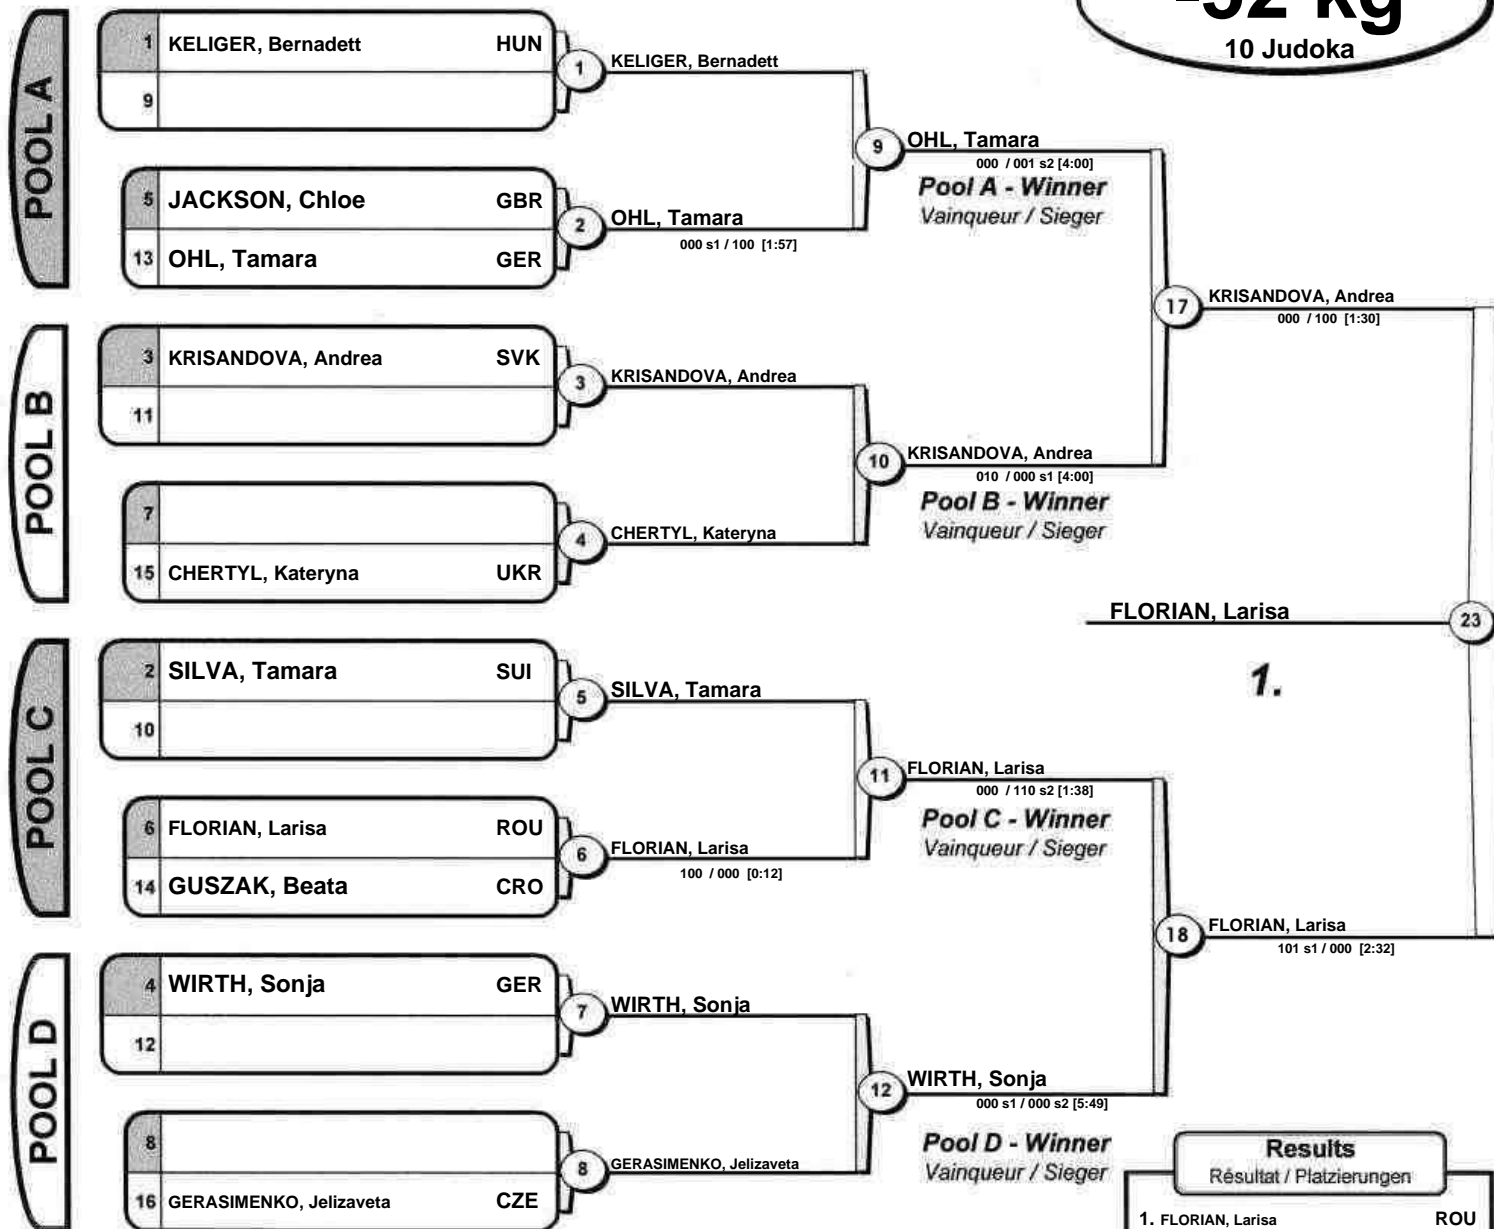 -52 kg
10 Judoka
POOL A
1 KELIGER, Bernadett HUN
9
1 KELIGER, Bernadett
5 JACKSON, Chloe GBR
13 OHL, Tamara GER
2 OHL, Tamara
000 s1 / 100 [1:57]
9 OHL, Tamara
000 / 001 s2 [4:00]
Pool A - Winner
Vainqueur / Sieger
POOL B
3 KRISANDOVA, Andrea SVK
11
3 KRISANDOVA, Andrea
7
15 CHERTYL, Kateryna UKR
4 CHERTYL, Kateryna
10 KRISANDOVA, Andrea
010 / 000 s1 [4:00]
Pool B - Winner
Vainqueur / Sieger
17 KRISANDOVA, Andrea
000 / 100 [1:30]
FLORIAN, Larisa 23
1.
POOL C
2 SILVA, Tamara SUI
10
5 SILVA, Tamara
6 FLORIAN, Larisa ROU
14 GUSZAK, Beata CRO
6 FLORIAN, Larisa
100 / 000 [0:12]
11 FLORIAN, Larisa
000 / 110 s2 [1:38]
Pool C - Winner
Vainqueur / Sieger
POOL D
4 WIRTH, Sonja GER
12
7 WIRTH, Sonja
8
16 GERASIMENKO, Jelizaveta CZE
8 GERASIMENKO, Jelizaveta
12 WIRTH, Sonja
000 s1 / 000 s2 [5:49]
Pool D - Winner
Vainqueur / Sieger
18 FLORIAN, Larisa
101 s1 / 000 [2:32]
Results
Résultat / Platzierungen
1. FLORIAN, Larisa ROU